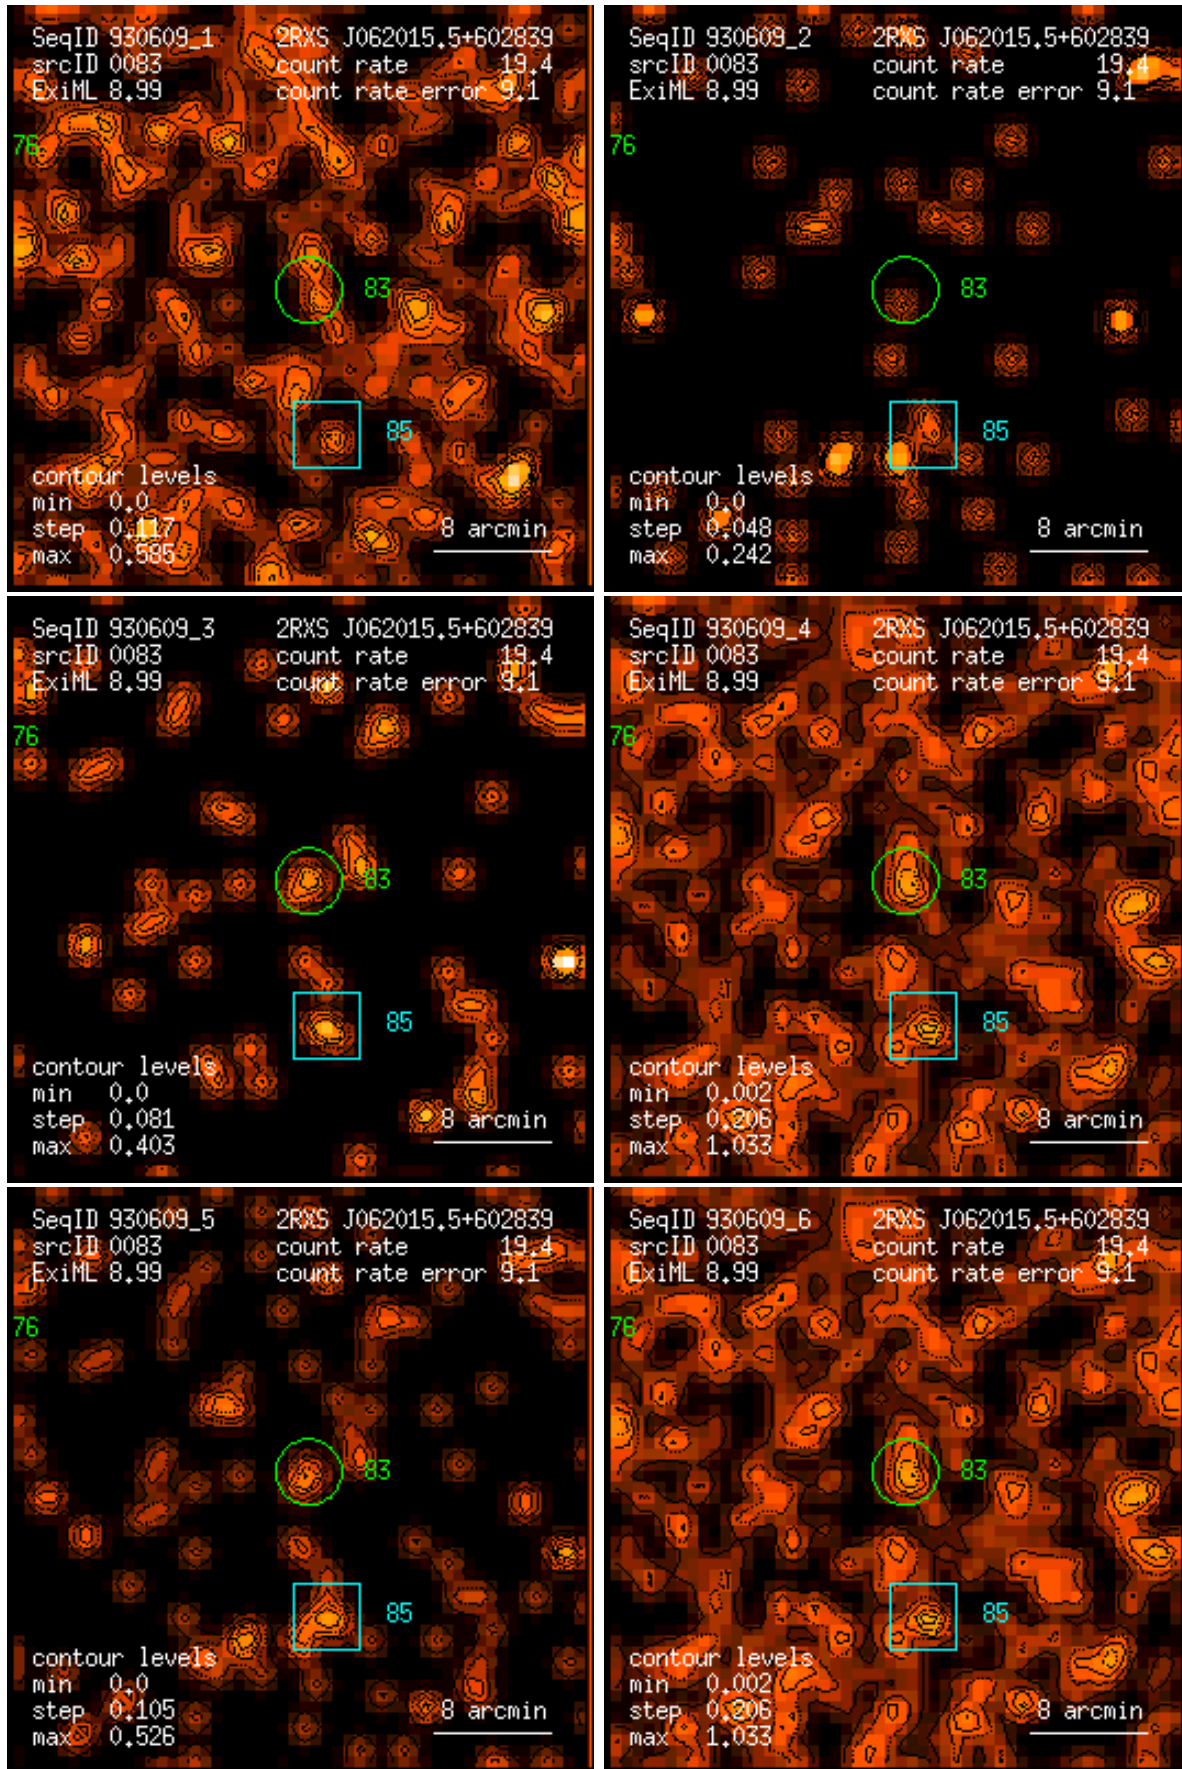 SeqID 930609_1 2RXS J062015.5+602839
srcID 0083 count rate 19.4
ExiML 8.99 count rate error 9.1
76
83
85
contour levels
min 0.0
step 0.117 8 arcmin
max 0.585
SeqID 930609_2 2RXS J062015.5+602839
srcID 0083 count rate 19.4
ExiML 8.99 count rate error 9.1
76
83
85
contour levels
min 0.0
step 0.048 8 arcmin
max 0.242
SeqID 930609_3 2RXS J062015.5+602839
srcID 0083 count rate 19.4
ExiML 8.99 count rate error 9.1
76
83
85
contour levels
min 0.0
step 0.081 8 arcmin
max 0.403
SeqID 930609_4 2RXS J062015.5+602839
srcID 0083 count rate 19.4
ExiML 8.99 count rate error 9.1
76
83
85
contour levels
min 0.002
step 0.206 8 arcmin
max 1.033
SeqID 930609_5 2RXS J062015.5+602839
srcID 0083 count rate 19.4
ExiML 8.99 count rate error 9.1
76
83
85
contour levels
min 0.0
step 0.105 8 arcmin
max 0.526
SeqID 930609_6 2RXS J062015.5+602839
srcID 0083 count rate 19.4
ExiML 8.99 count rate error 9.1
76
83
85
contour levels
min 0.002
step 0.206 8 arcmin
max 1.033